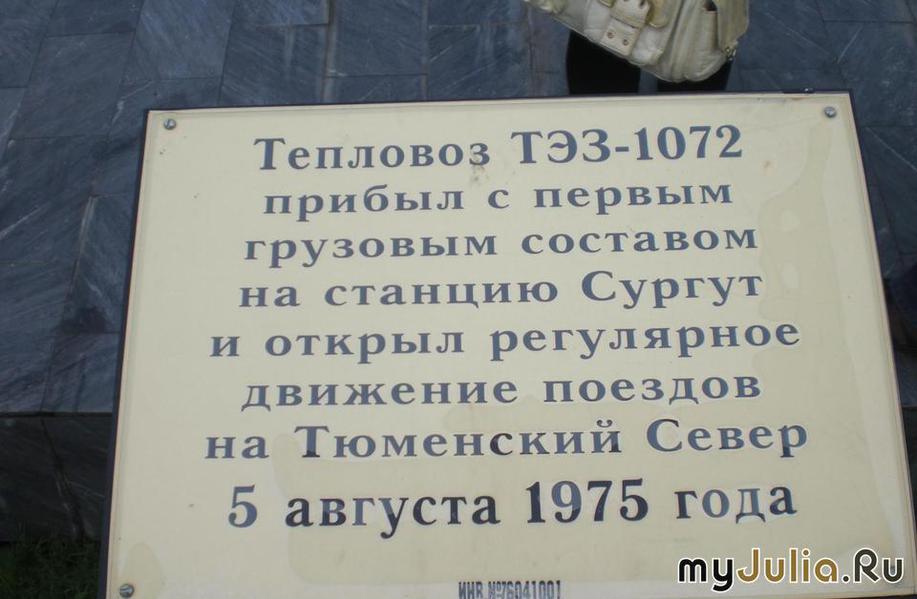 Тепловоз ТЭЗ-1072
прибыл с первым
грузовым составом
на станцию Сургут
и открыл регулярное
движение поездов
на Тюменский Север
5 августа 1975 года
ИНВ №76041001
myJulia.Ru